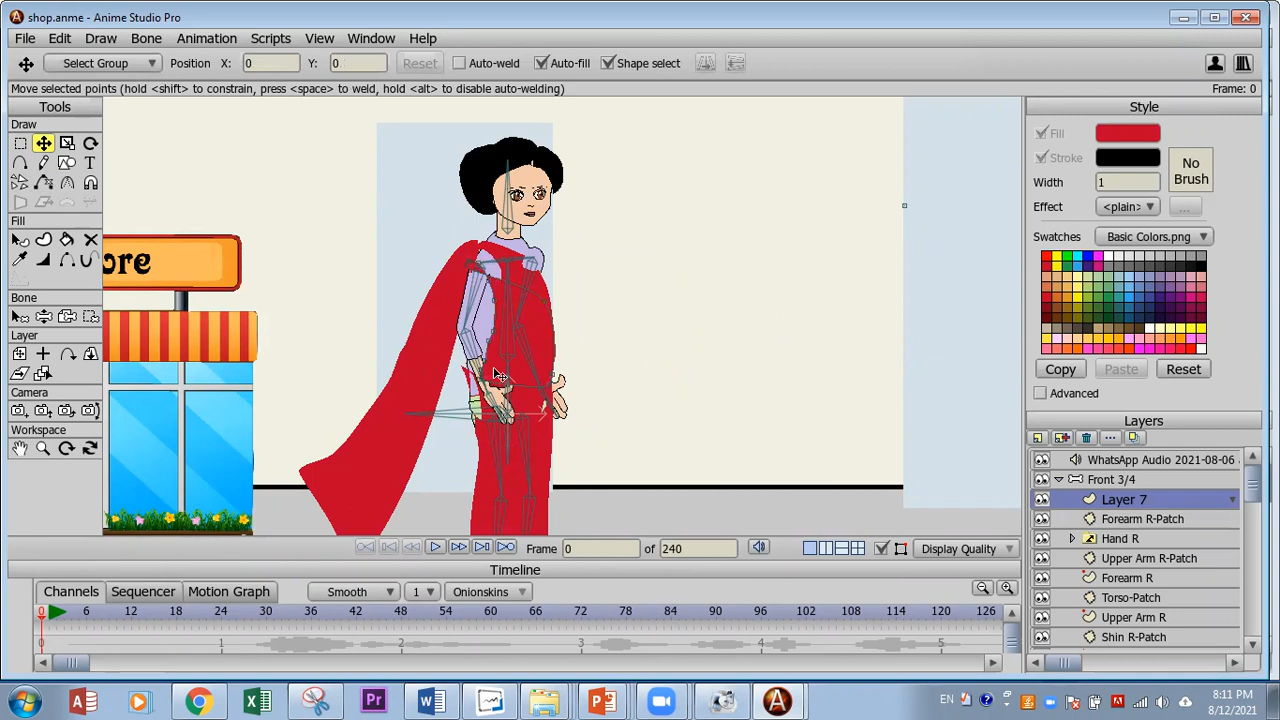 shop.anme - Anime Studio Pro
File Edit Draw Bone Animation Scripts View Window Help
Select Group Position X: 0 Y: 0 Reset Auto-weld Auto-fill Shape select
Move selected points (hold <shift> to constrain, press <space> to weld, hold <alt> to disable auto-welding) Frame: 0
Tools
Draw
Fill
Bone
Layer
Camera
Workspace
ore
Style
Fill
Stroke
No
Brush
Width 1
Effect <plain> ...
Swatches Basic Colors.png
Copy Paste Reset
Advanced
Layers
WhatsApp Audio 2021-08-06
Front 3/4
Layer 7
Forearm R-Patch
Hand R
Upper Arm R-Patch
Forearm R
Torso-Patch
Upper Arm R
Shin R-Patch
Frame 0 of 240 Display Quality
Timeline
Channels Sequencer Motion Graph Smooth 1 Onionskins
0 6 12 18 24 30 36 42 48 54 60 66 72 78 84 90 96 102 108 114 120 126
0 1 2 3 4 5
EN
8:11 PM
8/12/2021